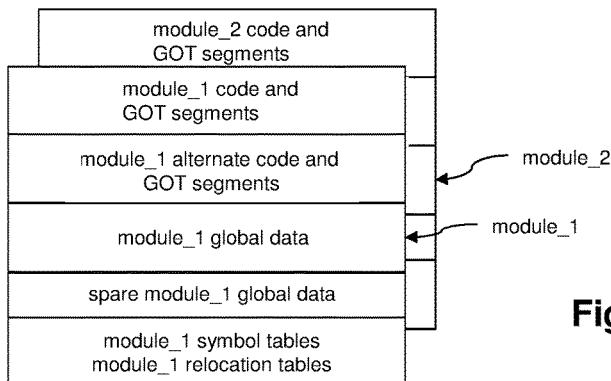 module_2 code and
GOT segments
module_1 code and
GOT segments
module_1 alternate code and
GOT segments
module_2
module_1 global data
module_1
spare module_1 global data
Fig
module_1 symbol tables
module_1 relocation tables